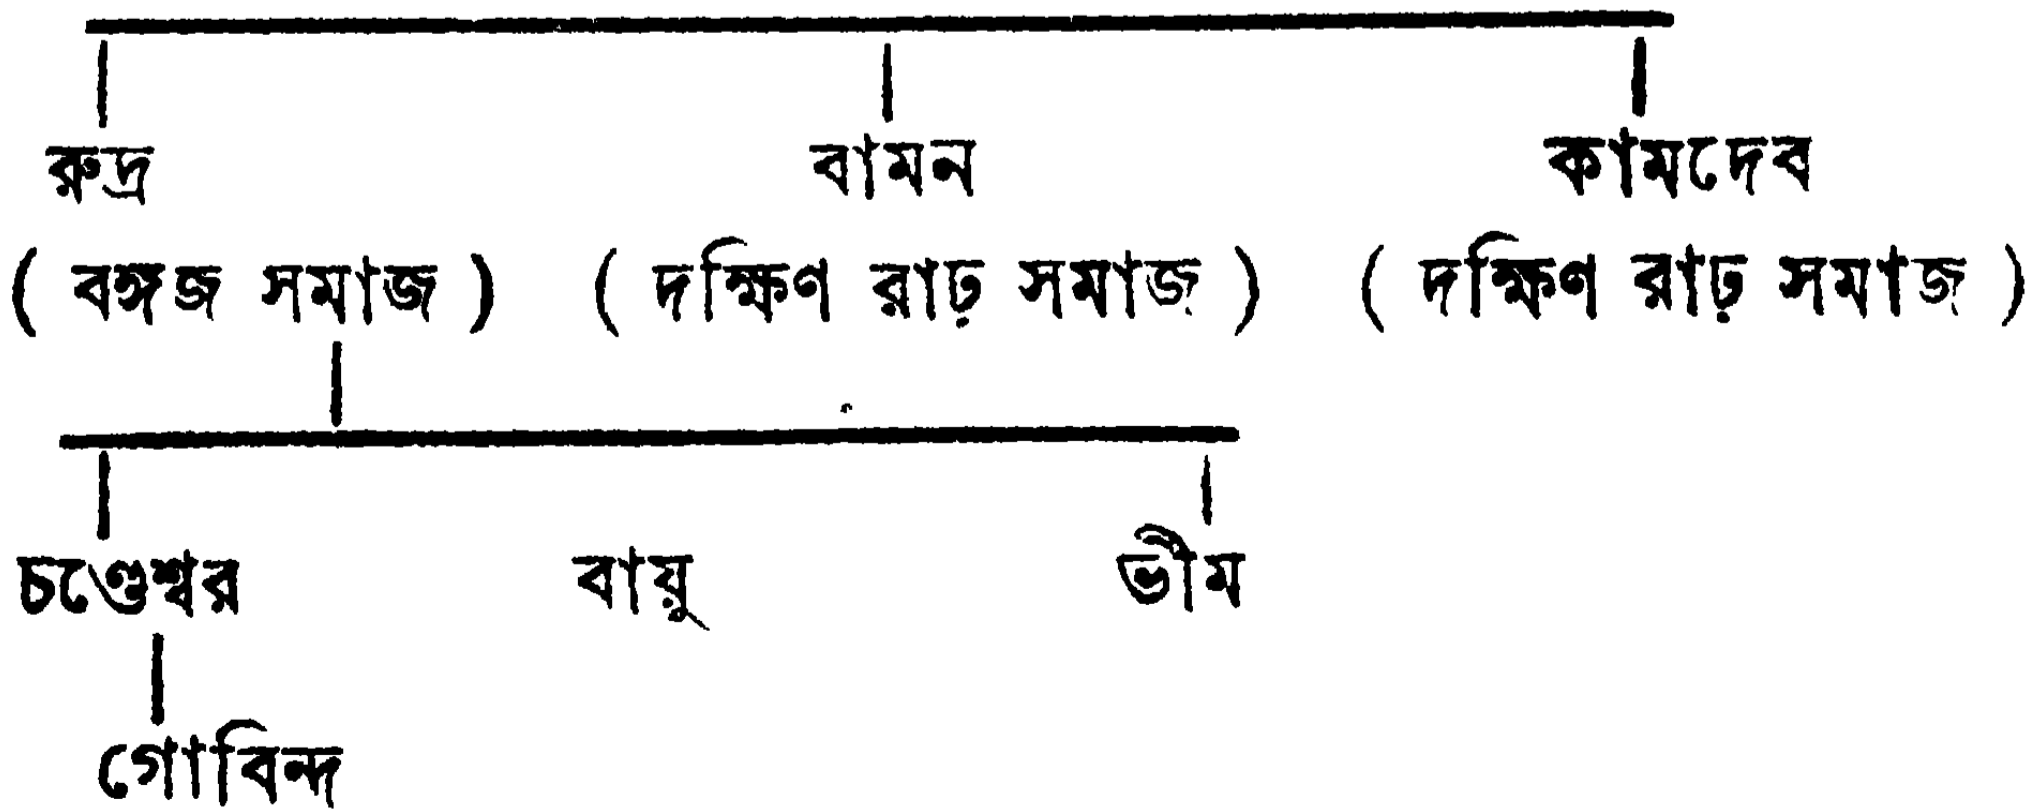 রুদ্র বামন কামদেব
( বঙ্গজ সমাজ ) ( দক্ষিণ রাঢ় সমাজ ) ( দক্ষিণ রাঢ় সমাজ )
চণ্ডেশ্বর বায়ু ভীম
গোবিন্দ